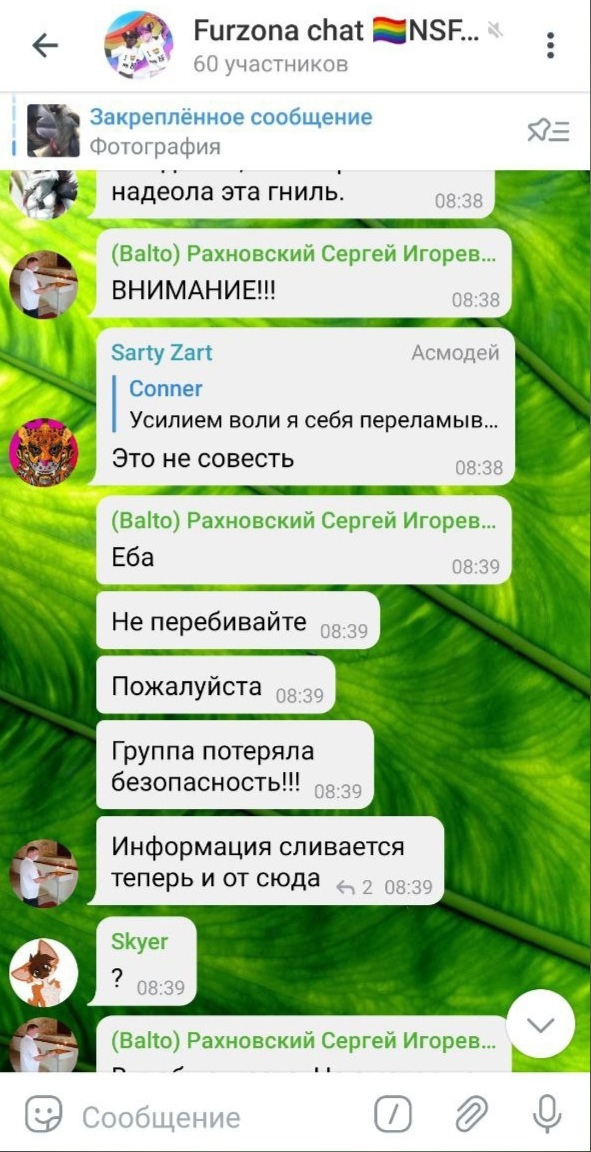 Furzona chat 🏳️‍🌈NSF...
60 участников
Закреплённое сообщение
Фотография
надеола эта гниль.
08:38
(Balto) Рахновский Сергей Игорев...
ВНИМАНИЕ!!!
08:38
Sarty Zart Асмодей
Conner
Усилием воли я себя переламыв...
Это не совесть
08:38
(Balto) Рахновский Сергей Игорев...
Еба
08:39
Не перебивайте 08:39
Пожалуйста 08:39
Группа потеряла
безопасность!!! 08:39
Информация сливается
теперь и от сюда 2 08:39
Skyer
? 08:39
(Balto) Рахновский Сергей Игорев...
Сообщение